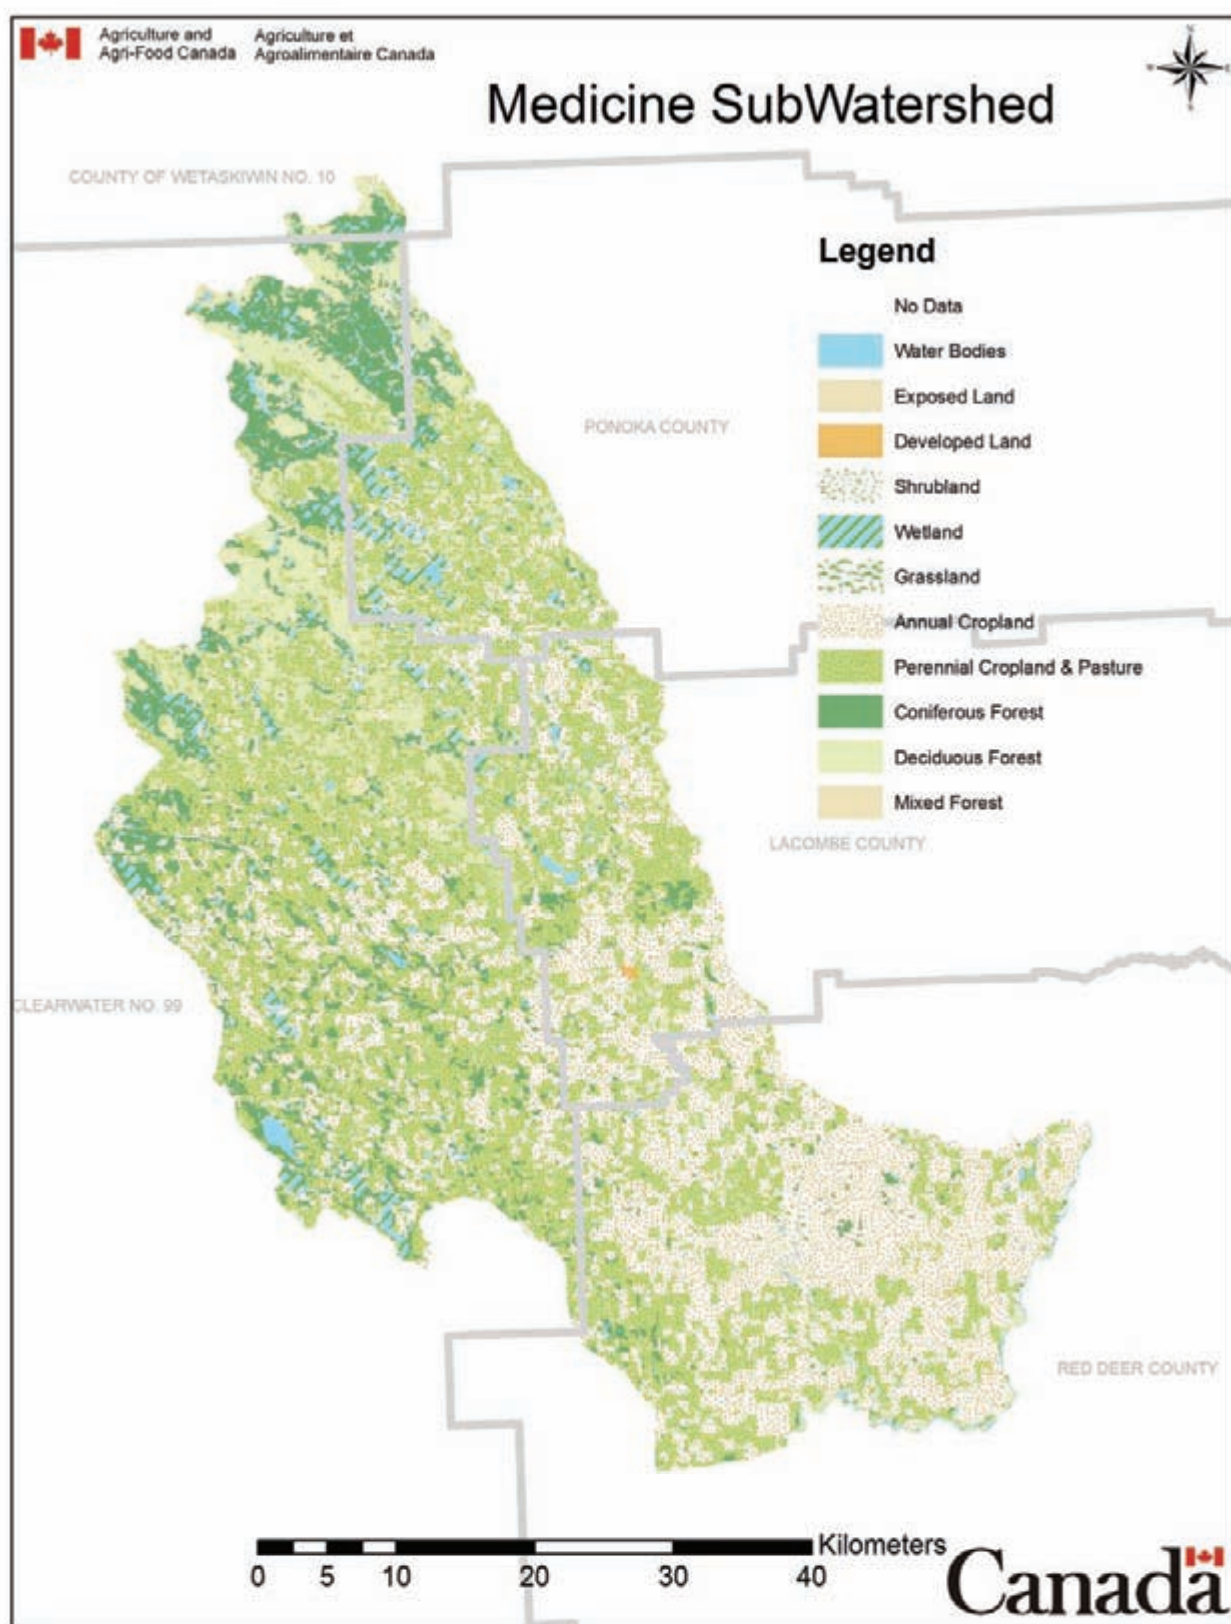 Agriculture and Agriculture et
Agri-Food Canada Agroalimentaire Canada
Medicine SubWatershed
COUNTY OF WETASKIWIN NO. 10
Legend
No Data
Water Bodies
Exposed Land
PONOKA COUNTY
Developed Land
Shrubland
Wetland
Grassland
Annual Cropland
Perennial Cropland & Pasture
Coniferous Forest
Deciduous Forest
Mixed Forest
LACOMBE COUNTY
CLEARWATER NO. 99
RED DEER COUNTY
Kilometers
0 5 10 20 30 40
Canada